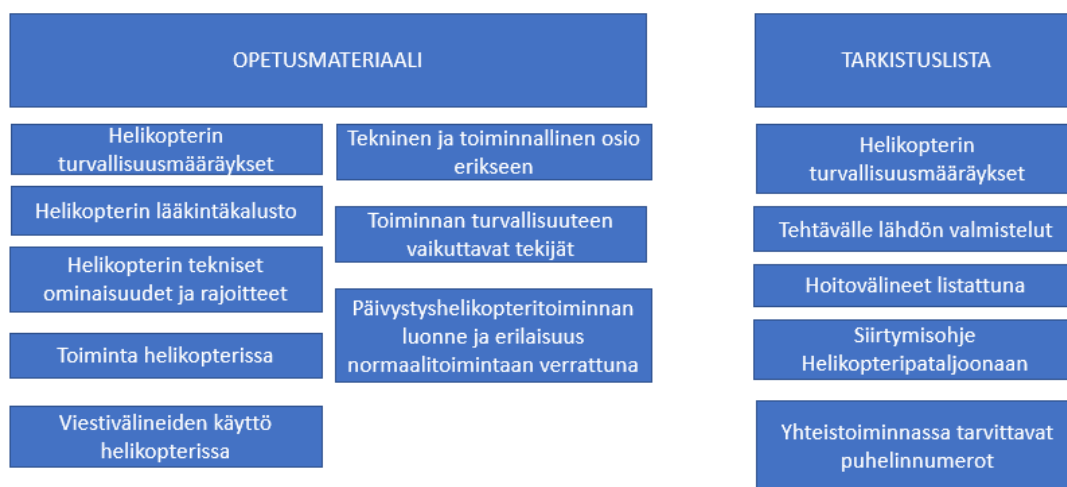 OPETUSMATERIAALI
Helikopterin
turvallisuusmääräykset
Helikopterin lääkintäkalusto
Helikopterin tekniset
ominaisuudet ja rajoitteet
Toiminta helikopterissa
Viestivälineiden käyttö
helikopterissa
Tekninen ja toiminnallinen osio
erikseen
Toiminnan turvallisuuteen
vaikuttavat tekijät
Päivystyshelikopteritoiminnan
luonne ja erilaisuus
normaalitoimintaan verrattuna
TARKISTUSLISTA
Helikopterin
turvallisuusmääräykset
Tehtävälle lähdön valmistelut
Hoitovälineet listattuna
Siirtymisohje
Helikopteripataljoonaan
Yhteistoiminnassa tarvittavat
puhelinnumerot